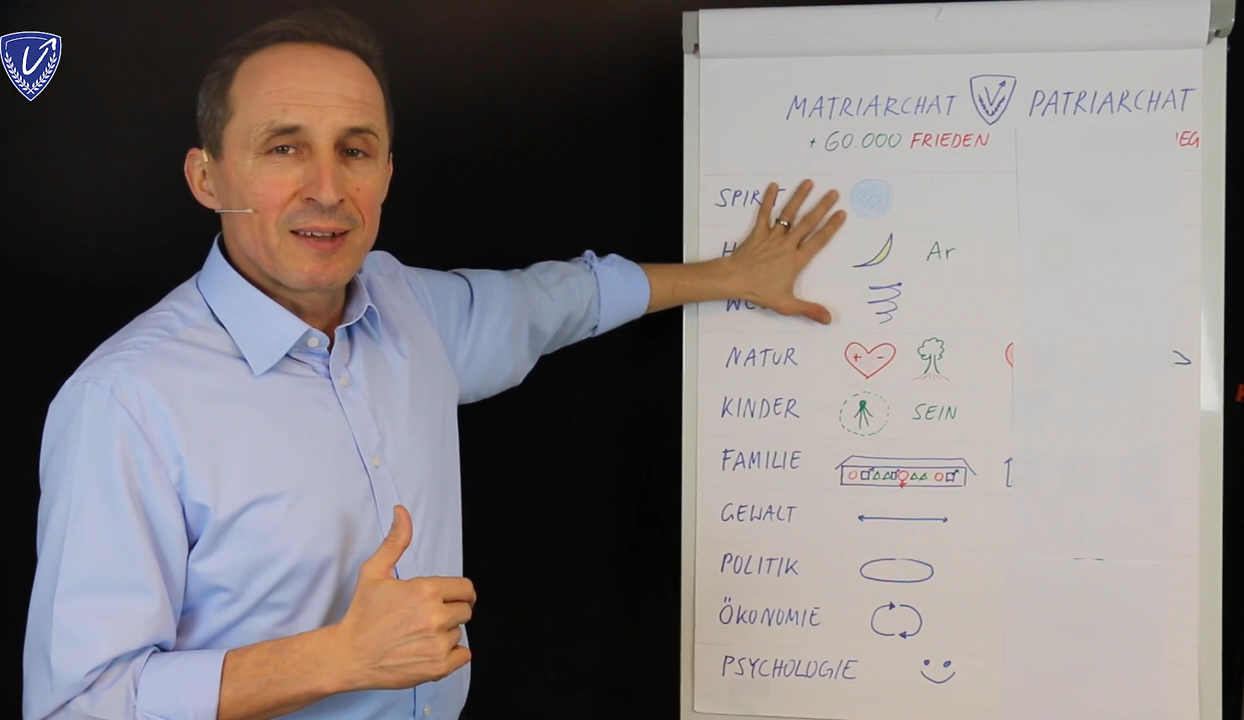 MATRIARCHAT PATRIARCHAT
+ 60 000 FRIEDEN
Ar
NATUR
KINDER SEIN
FAMILIE
GEWALT
POLITIK
ÖKONOMIE
PSYCHOLOGIE